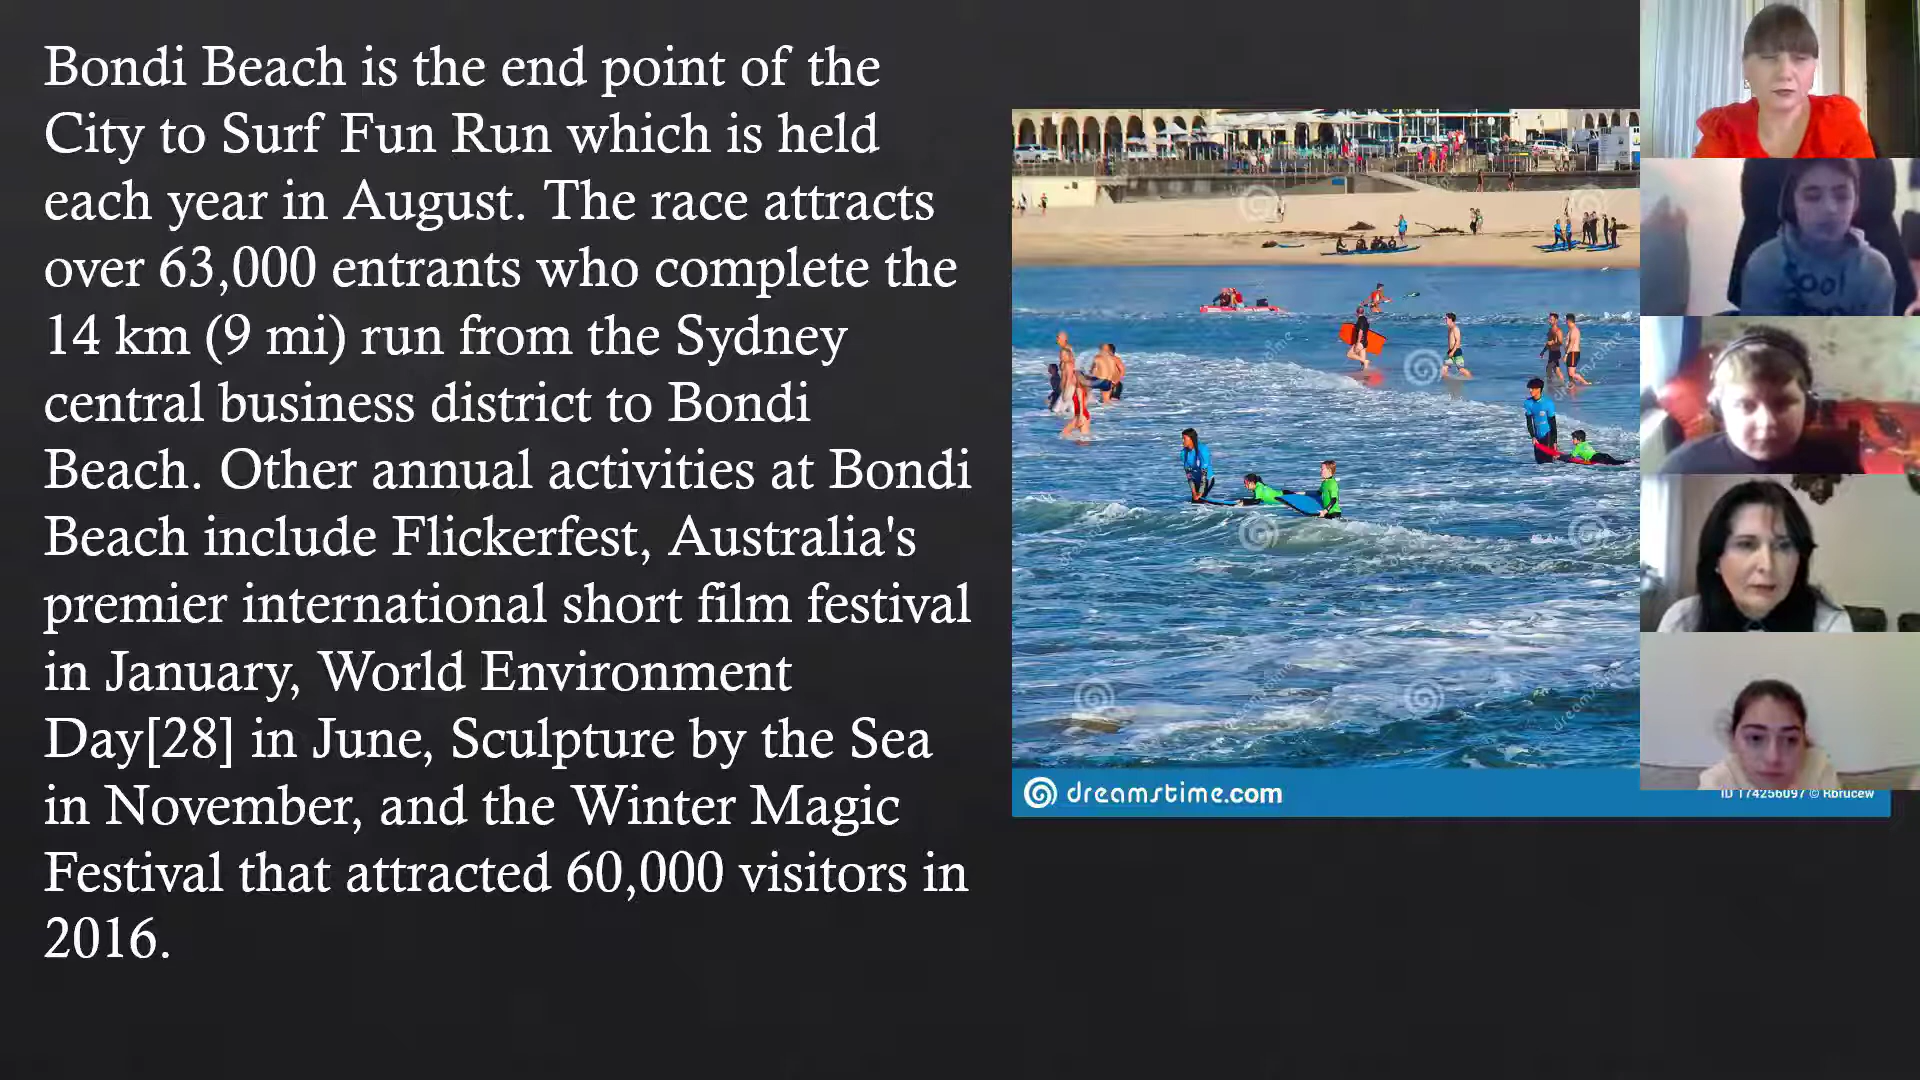 Bondi Beach is the end point of the
City to Surf Fun Run which is held
each year in August. The race attracts
over 63,000 entrants who complete the
14 km (9 mi) run from the Sydney
central business district to Bondi
Beach. Other annual activities at Bondi
Beach include Flickerfest, Australia's
premier international short film festival
in January, World Environment
Day[28] in June, Sculpture by the Sea
in November, and the Winter Magic
Festival that attracted 60,000 visitors in
2016.
dreamstime.com
ID 174256097 © Rbrucew